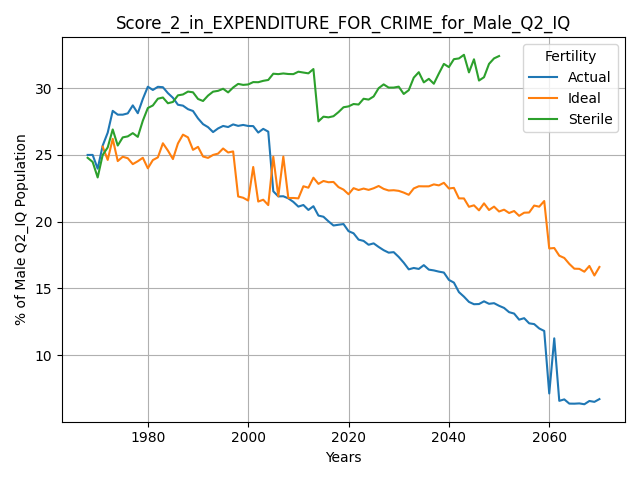 Score_2_in_EXPENDITURE_FOR_CRIME_for_Male_Q2_IQ
% of Male Q2_IQ Population
30
25
20
15
10
Fertility
Actual
Ideal
Sterile
1980 2000 2020 2040 2060
Years